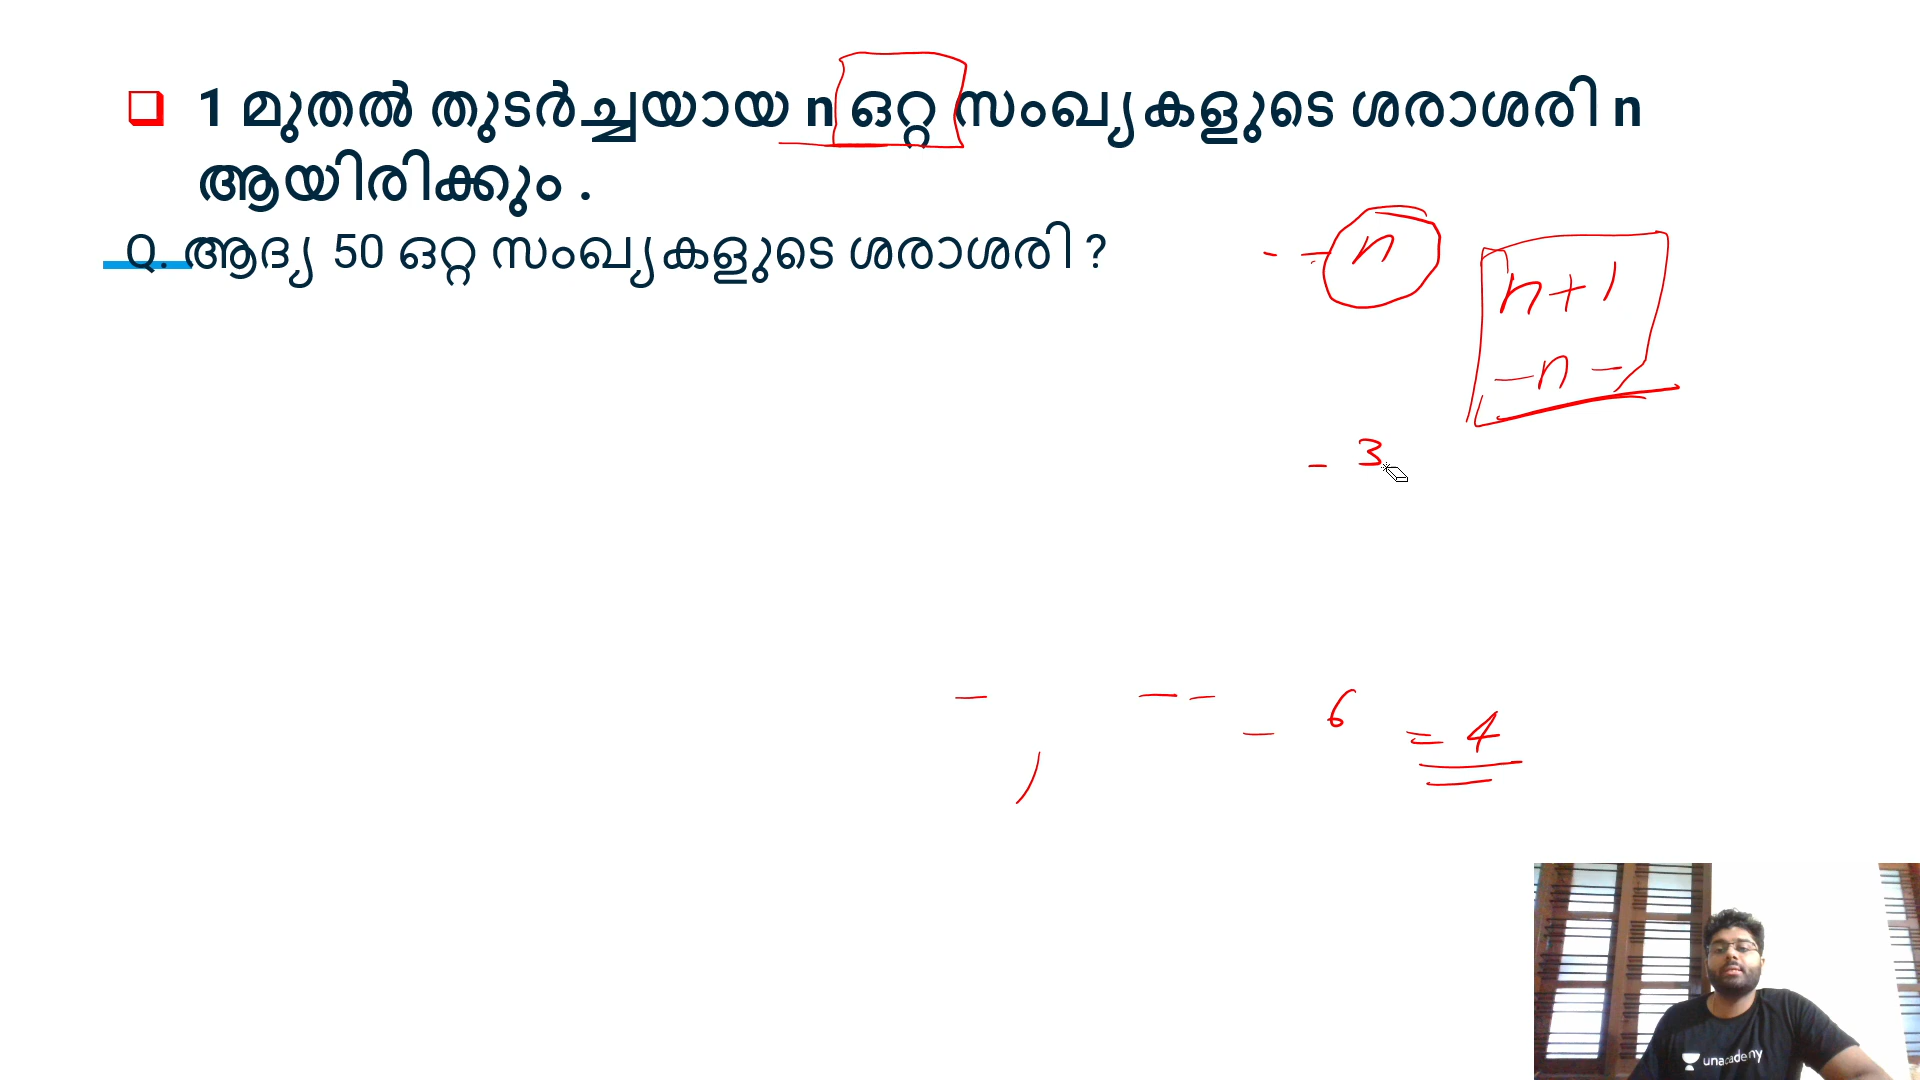 1 മുതൽ തുടർച്ചയായ n ഒറ്റ സംഖ്യകളുടെ ശരാശരി n
ആയിരിക്കും .
Q. ആദ്യ 50 ഒറ്റ സംഖ്യകളുടെ ശരാശരി ?
n
n+1
n
3
6
= 4
unacademy